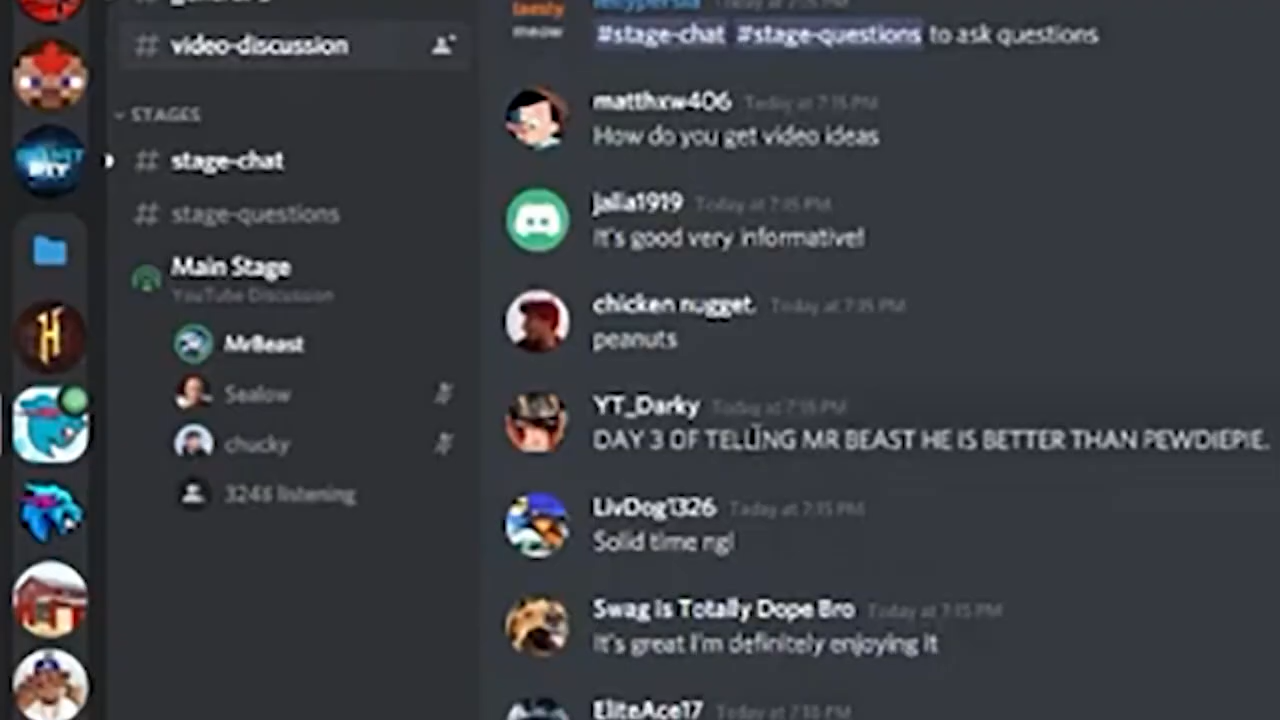 video-discussion
STAGES
stage-chat
stage-questions
Main Stage
YouTube Discussion
MrBeast
Sealow
chucky
3246 listening
#stage-chat #stage-questions to ask questions
matthxw406 Today at 7:15 PM
How do you get video ideas
jalia1919 Today at 7:15 PM
It's good very informative!
chicken nugget. Today at 7:15 PM
peanuts
YT_Darky Today at 7:15 PM
DAY 3 OF TELLING MR BEAST HE IS BETTER THAN PEWDIEPIE.
LivDog1326 Today at 7:15 PM
Solid time ngl
Swag Is Totally Dope Bro Today at 7:15 PM
It's great I'm definitely enjoying it
EliteAce17 Today at 7:15 PM